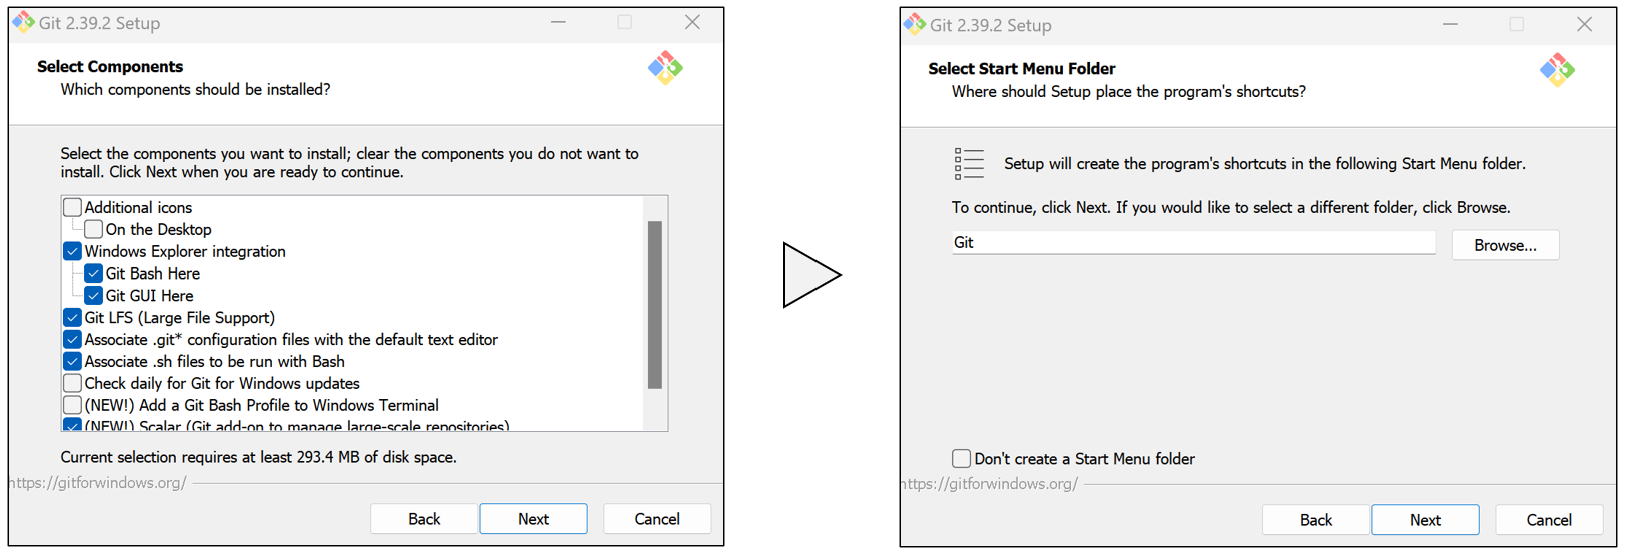 Git 2.39.2 Setup
Select Components
Which components should be installed?
Select the components you want to install; clear the components you do not want to
install. Click Next when you are ready to continue.
Additional icons
On the Desktop
Windows Explorer integration
Git Bash Here
Git GUI Here
Git LFS (Large File Support)
Associate .git* configuration files with the default text editor
Associate .sh files to be run with Bash
Check daily for Git for Windows updates
(NEW!) Add a Git Bash Profile to Windows Terminal
(NEW!) Scalar (Git add-on to manage large-scale repositories)
Current selection requires at least 293.4 MB of disk space.
https://gitforwindows.org/
Back
Next
Cancel
Git 2.39.2 Setup
Select Start Menu Folder
Where should Setup place the program's shortcuts?
Setup will create the program's shortcuts in the following Start Menu folder.
To continue, click Next. If you would like to select a different folder, click Browse.
Git
Browse...
Don't create a Start Menu folder
https://gitforwindows.org/
Back
Next
Cancel